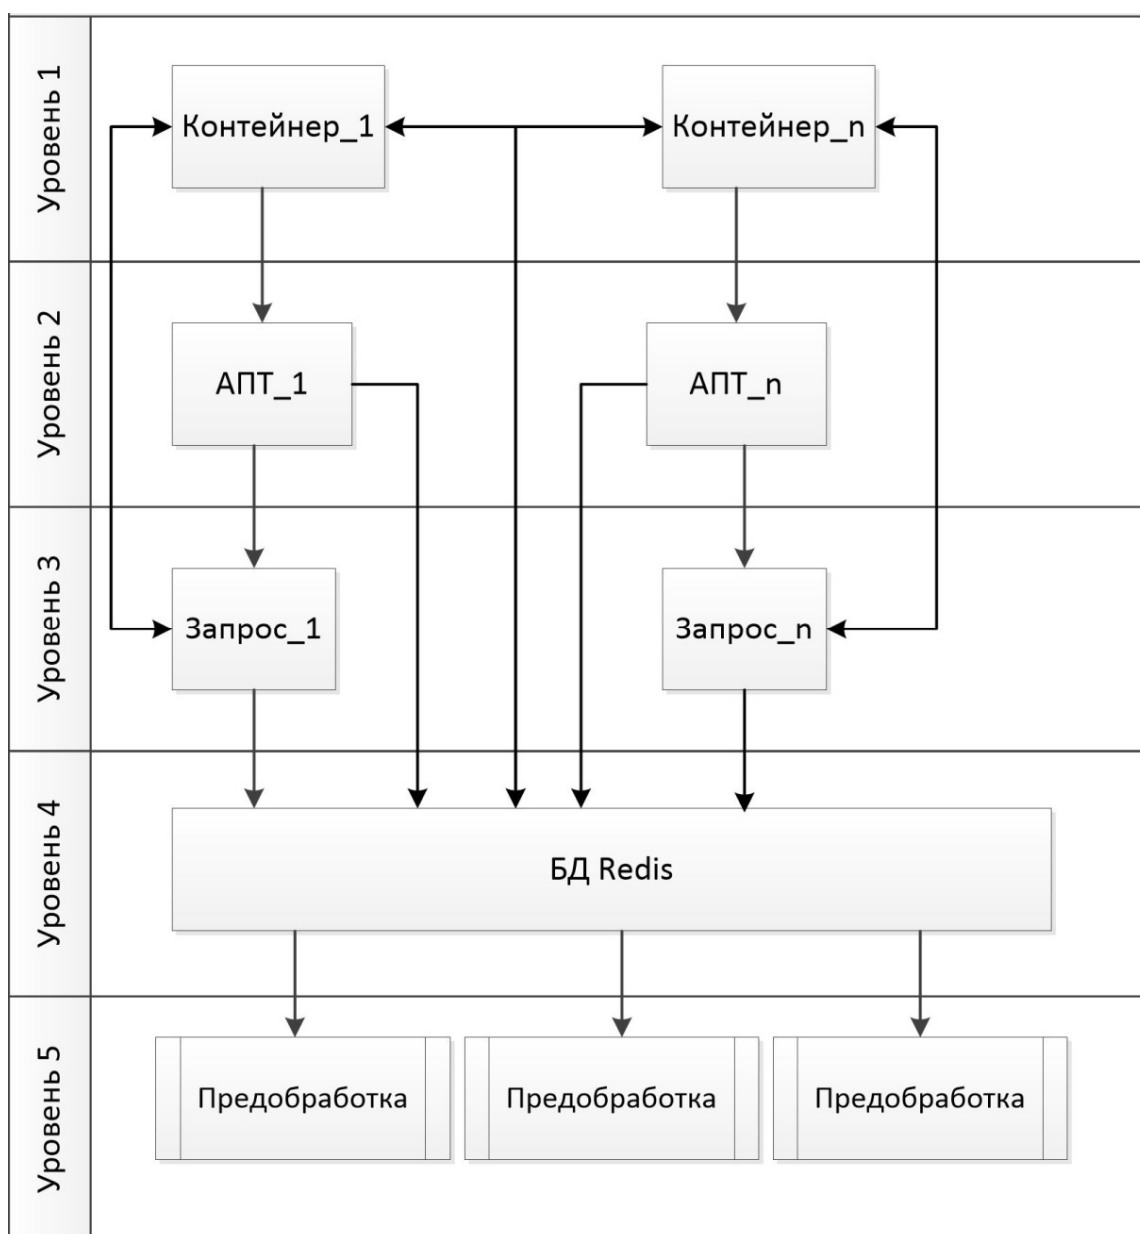 Уровень 1
Контейнер_1
Контейнер_n
Уровень 2
АПТ_1
АПТ_n
Уровень 3
Запрос_1
Запрос_n
Уровень 4
БД Redis
Уровень 5
Предобработка
Предобработка
Предобработка